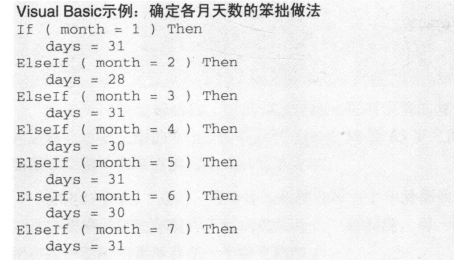 Visual Basic示例：确定各月天数的笨拙做法
If ( month = 1 ) Then
    days = 31
ElseIf ( month = 2 ) Then
    days = 28
ElseIf ( month = 3 ) Then
    days = 31
ElseIf ( month = 4 ) Then
    days = 30
ElseIf ( month = 5 ) Then
    days = 31
ElseIf ( month = 6 ) Then
    days = 30
ElseIf ( month = 7 ) Then
    days = 31